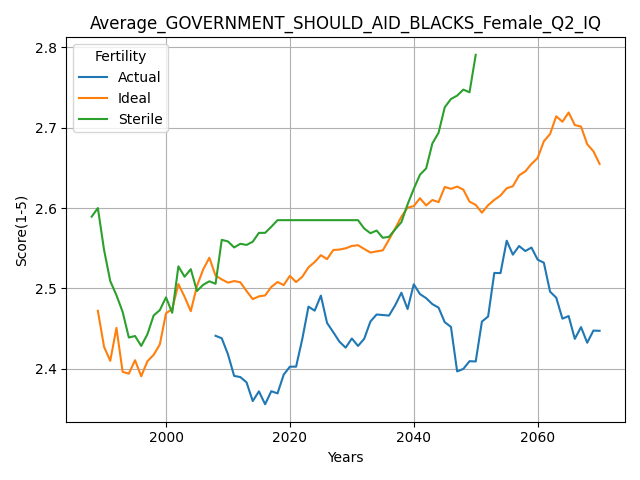 Average_GOVERNMENT_SHOULD_AID_BLACKS_Female_Q2_IQ
Fertility
Actual
Ideal
Sterile
Score(1-5)
2.8
2.7
2.6
2.5
2.4
2000
2020
2040
2060
Years